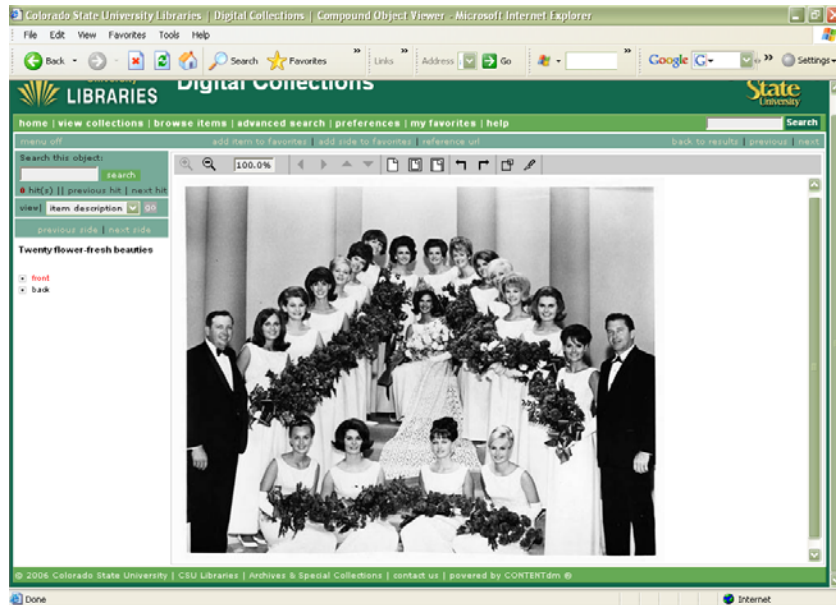 Colorado State University Libraries | Digital Collections | Compound Object Viewer - Microsoft Internet Explorer
File Edit View Favorites Tools Help
Back Search Favorites » Links » Address Go » Google G » Settings
LIBRARIES Digital Collections State University
home | view collections | browse items | advanced search | preferences | my favorites | help Search
menu off add item to favorites | add side to favorites | reference url back to results | previous | next
Search this object:
100.0%
search
0 hit(s) || previous hit | next hit
view| item description go
previous side | next side
Twenty flower-fresh beauties
front
back
© 2006 Colorado State University | CSU Libraries | Archives & Special Collections | contact us | powered by CONTENTdm ®
Done Internet